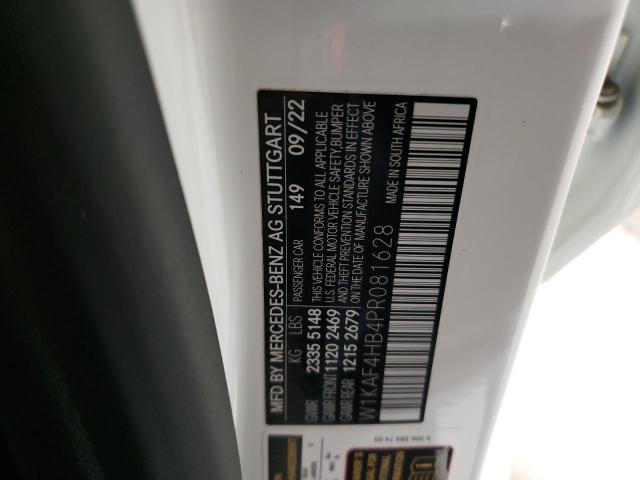 MFD BY MERCEDES-BENZ AG STUTTGART
PASSENGER CAR 149 09/22
KG LBS
GVWR 2335 5148
GAWR FRONT 1120 2469
GAWR REAR 1215 2679
THIS VEHICLE CONFORMS TO ALL APPLICABLE
U.S. FEDERAL MOTOR VEHICLE SAFETY, BUMPER
AND THEFT PREVENTION STANDARDS IN EFFECT
ON THE DATE OF MANUFACTURE SHOWN ABOVE
W1KAF4HB4PR081628
MADE IN SOUTH AFRICA